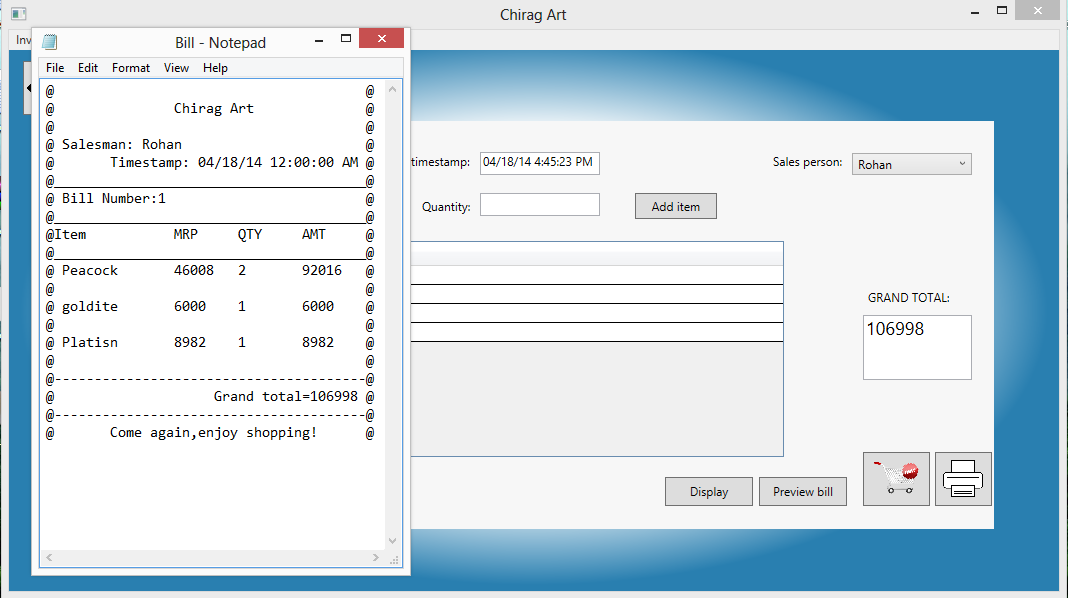 Chirag Art
Inv
Bill - Notepad
File Edit Format View Help
@ @
@ Chirag Art @
@ @
@ Salesman: Rohan @
@ Timestamp: 04/18/14 12:00:00 AM @
@_______________________________________@
@ Bill Number:1 @
@_______________________________________@
@Item MRP QTY AMT @
@_______________________________________@
@ Peacock 46008 2 92016 @
@ @
@ goldite 6000 1 6000 @
@ @
@ Platisn 8982 1 8982 @
@ @
@---------------------------------------@
@ Grand total=106998 @
@---------------------------------------@
@ Come again,enjoy shopping! @
timestamp: 04/18/14 4:45:23 PM Sales person: Rohan
Quantity: Add item
GRAND TOTAL:
106998
Display Preview bill